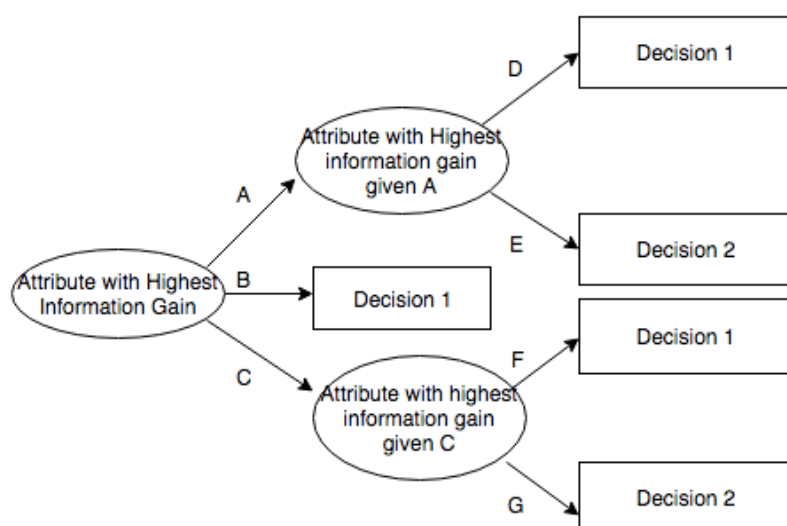 D
Decision 1
Attribute with Highest
information gain
given A
A
E
Decision 2
Attribute with Highest
Information Gain
B
Decision 1
C
Attribute with highest
information gain
given C
F
Decision 1
G
Decision 2